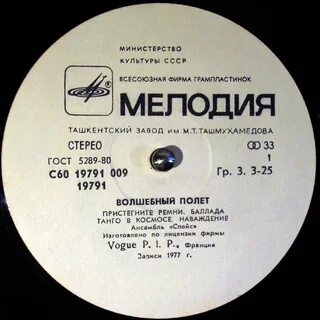 МИНИСТЕРСТВО
КУЛЬТУРЫ СССР
ВСЕСОЮЗНАЯ ФИРМА ГРАМПЛАСТИНОК
МЕЛОДИЯ
ТАШКЕНТСКИЙ ЗАВОД им. М.Т.ТАШМУХАМЕДОВА
СТЕРЕО 33
ГОСТ 5289-80 1
С60 19791 009 Гр. 3. 3-25
19791
ВОЛШЕБНЫЙ ПОЛЕТ
ПРИСТЕГНИТЕ РЕМНИ, БАЛЛАДА
ТАНГО В КОСМОСЕ, НАВАЖДЕНИЕ
Ансамбль «Спейс»
Изготовлено по лицензии фирмы
Vogue P. I. P., Франция
Записи 1977 г.